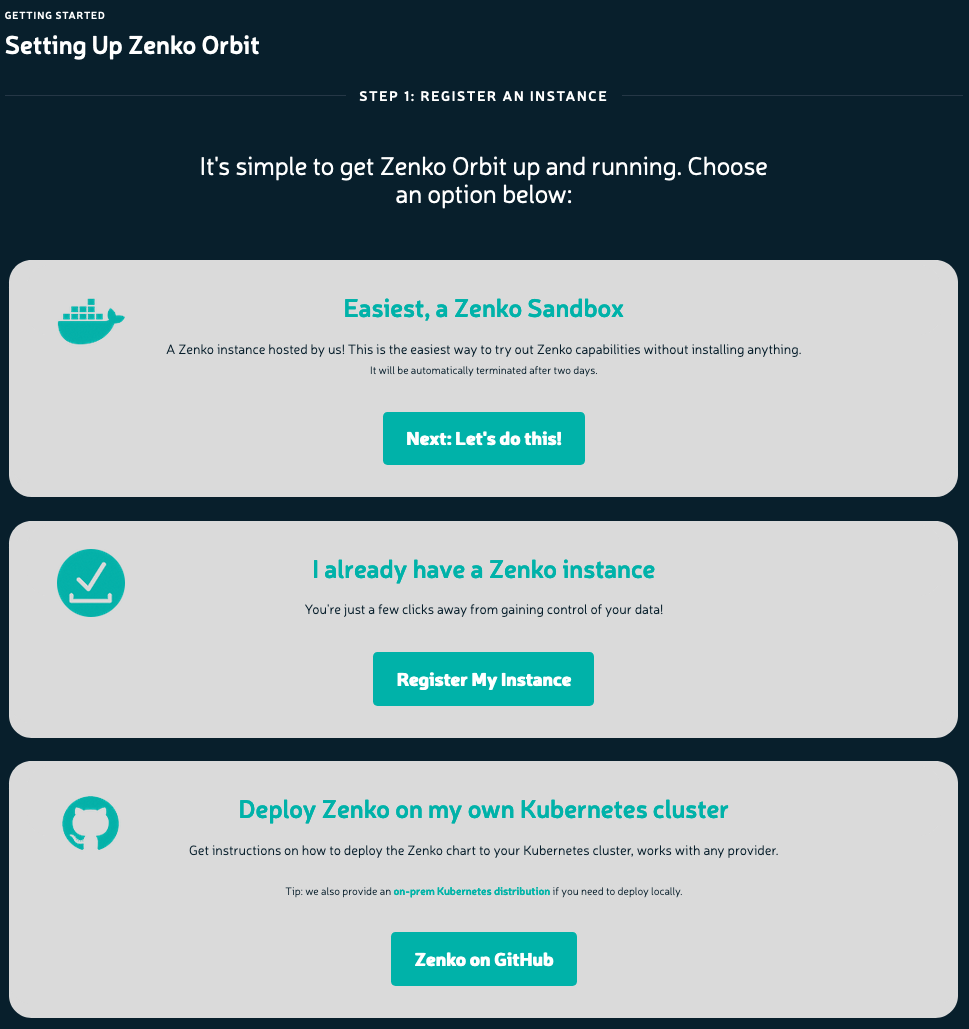 GETTING STARTED
Setting Up Zenko Orbit
STEP 1: REGISTER AN INSTANCE
It's simple to get Zenko Orbit up and running. Choose
an option below:
Easiest, a Zenko Sandbox
A Zenko instance hosted by us! This is the easiest way to try out Zenko capabilities without installing anything.
It will be automatically terminated after two days.
Next: Let's do this!
I already have a Zenko instance
You're just a few clicks away from gaining control of your data!
Register My Instance
Deploy Zenko on my own Kubernetes cluster
Get instructions on how to deploy the Zenko chart to your Kubernetes cluster, works with any provider.
Tip: we also provide an on-prem Kubernetes distribution if you need to deploy locally.
Zenko on GitHub